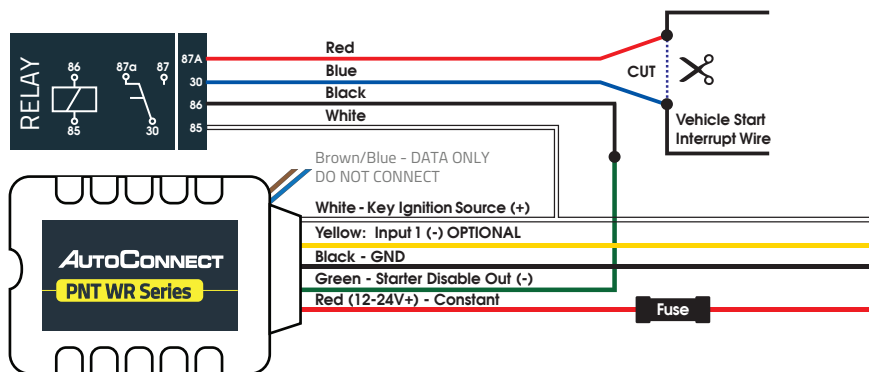 RELAY
86
87a
87
85
30
87A
30
86
85
Red
Blue
Black
White
CUT
Vehicle Start
Interrupt Wire
Brown/Blue - DATA ONLY
DO NOT CONNECT
White - Key Ignition Source (+)
Yellow: Input 1 (-) OPTIONAL
Black - GND
Green - Starter Disable Out (-)
Red (12-24V+) - Constant
Fuse
AUTOCONNECT
PNT WR Series